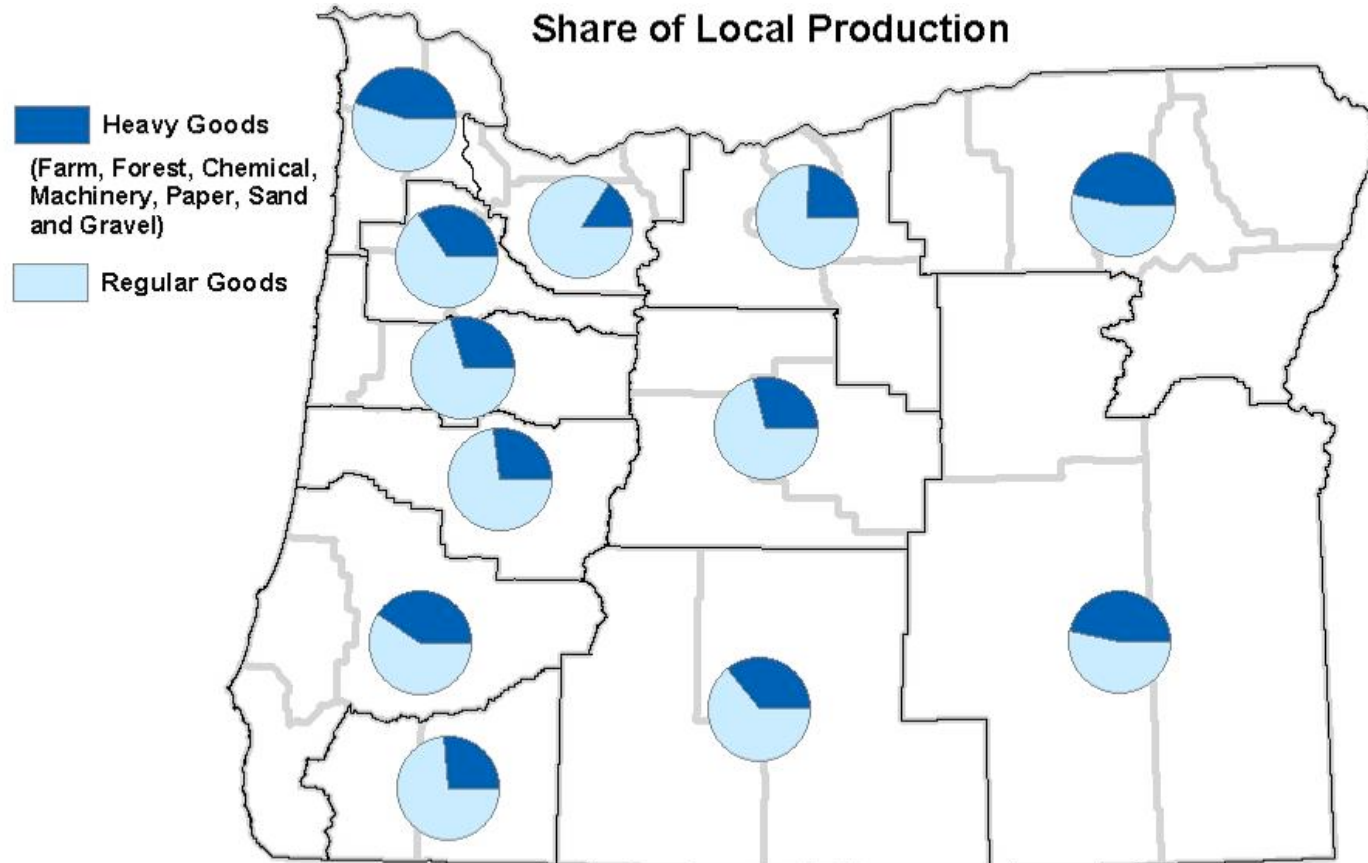 Share of Local Production
Heavy Goods
(Farm, Forest, Chemical,
Machinery, Paper, Sand
and Gravel)
Regular Goods